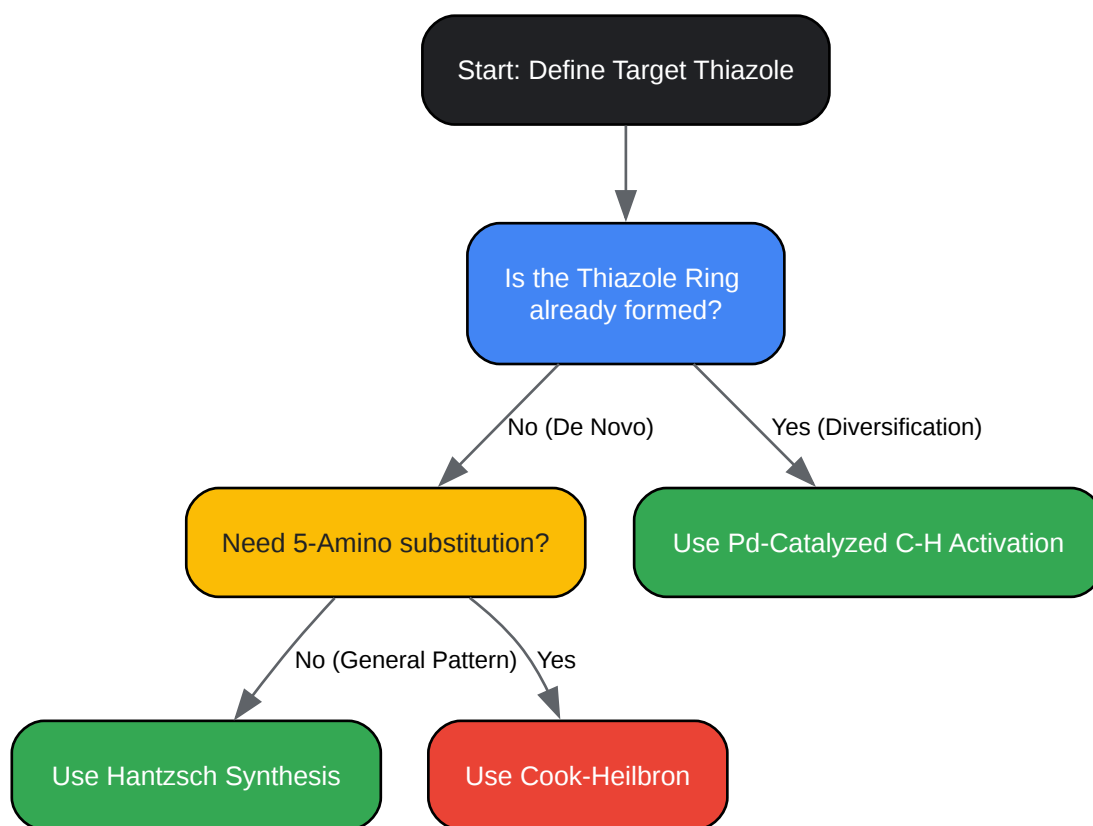 Start: Define Target Thiazole
Is the Thiazole Ring
already formed?
No (De Novo)
Yes (Diversification)
Need 5-Amino substitution?
Use Pd-Catalyzed C-H Activation
No (General Pattern)
Yes
Use Hantzsch Synthesis
Use Cook-Heilbron